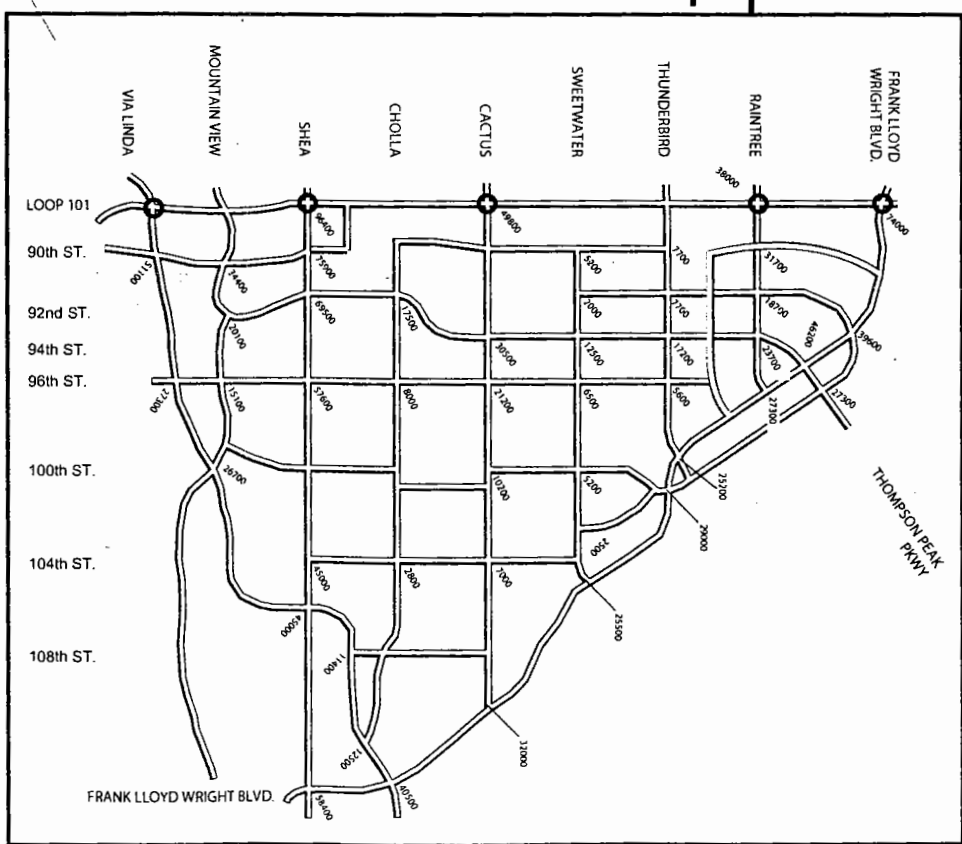 VIA LINDA
MOUNTAIN VIEW
SHEA
CHOLLA
CACTUS
SWEETWATER
THUNDERBIRD
RAINTREE
FRANK LLOYD
WRIGHT BLVD.
38000
LOOP 101
96400
49800
74000
90th ST.
51100
34400
75900
5200
7700
31700
92nd ST.
20100
69500
17500
2700
18700
46200
39600
94th ST.
30500
12500
17200
23700
96th ST.
27300
15100
57600
8000
21200
6500
5600
27300
27300
100th ST.
26700
10200
5200
25200
29000
2500
THOMPSON PEAK
PKWY
104th ST.
45000
2800
7000
25500
45000
108th ST.
11400
12500
32000
FRANK LLOYD WRIGHT BLVD.
58400
40500